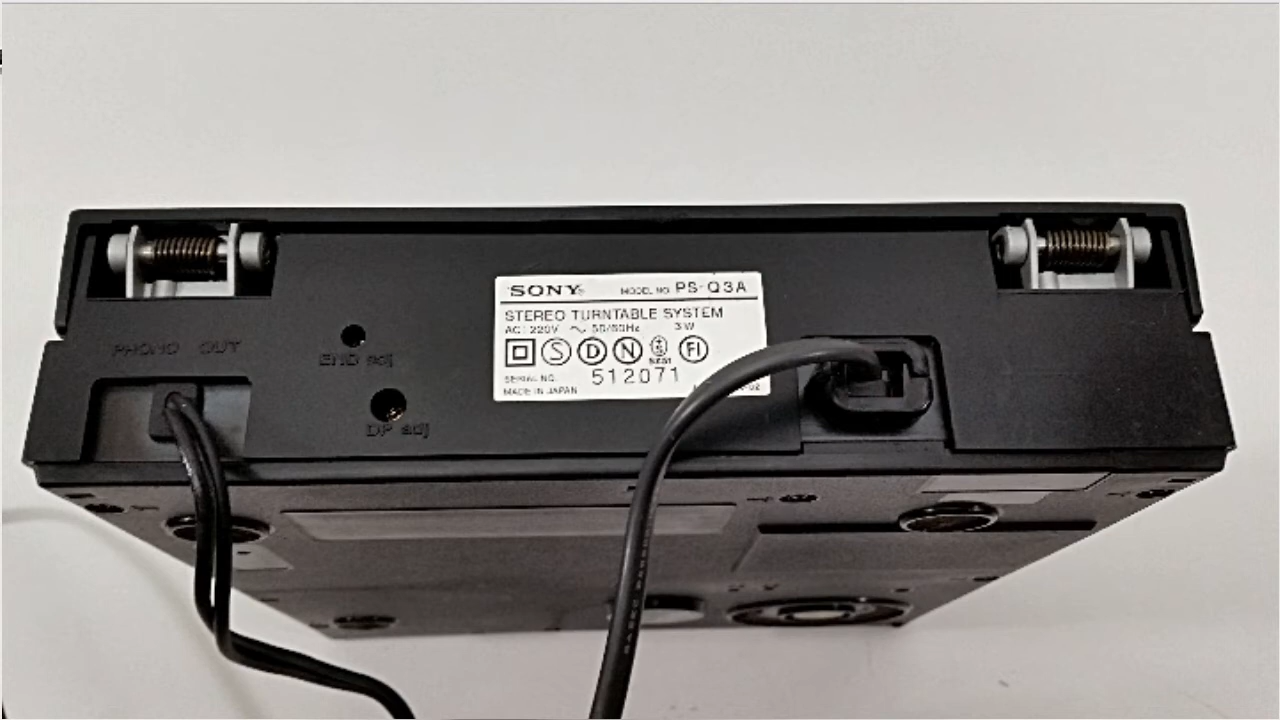 SONY MODEL NO. PS-Q3A
STEREO TURNTABLE SYSTEM
AC: 220V ~ 50/60Hz 3W
S D N FI
SERIAL NO. 512071
MADE IN JAPAN
PHONO OUT
END adj
DP adj